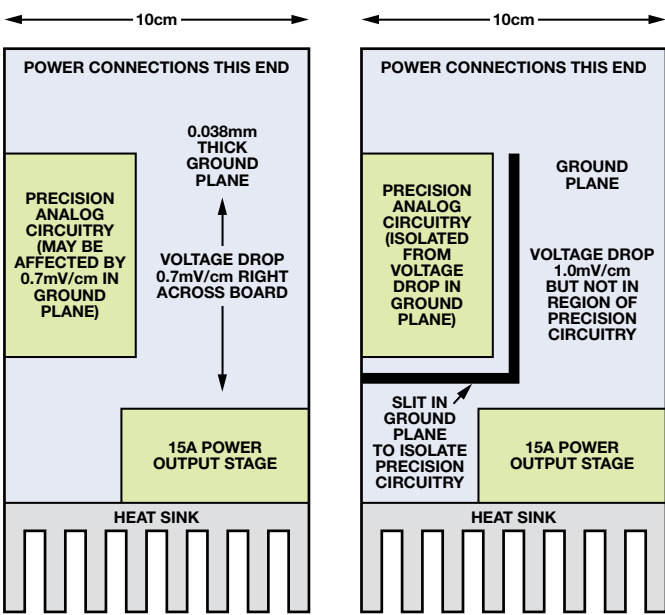 10cm
POWER CONNECTIONS THIS END
0.038mm
THICK
GROUND
PLANE
PRECISION
ANALOG
CIRCUITRY
(MAY BE
AFFECTED BY
0.7mV/cm IN
GROUND
PLANE)
VOLTAGE DROP
0.7mV/cm RIGHT
ACROSS BOARD
15A POWER
OUTPUT STAGE
HEAT SINK
10cm
POWER CONNECTIONS THIS END
PRECISION
ANALOG
CIRCUITRY
(ISOLATED
FROM
VOLTAGE
DROP IN
GROUND
PLANE)
GROUND
PLANE
VOLTAGE DROP
1.0mV/cm
BUT NOT IN
REGION OF
PRECISION
CIRCUITRY
SLIT IN
GROUND
PLANE
TO ISOLATE
PRECISION
CIRCUITRY
15A POWER
OUTPUT STAGE
HEAT SINK